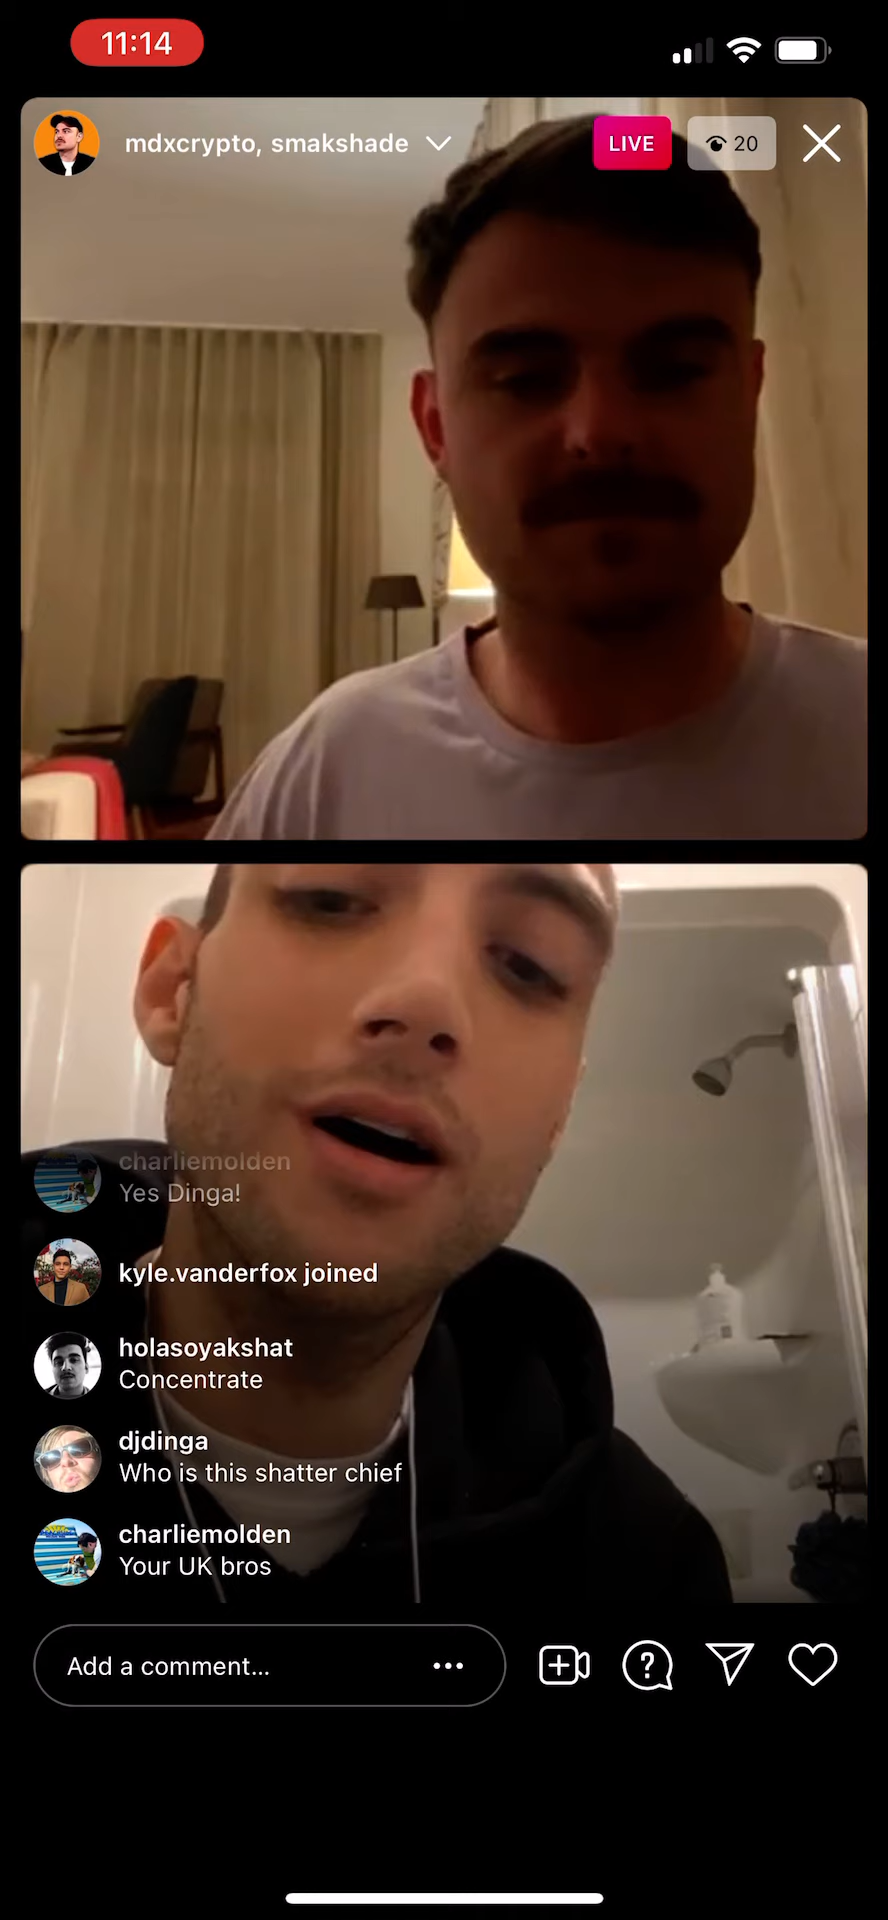 11:14
mdxcrypto, smakshade
LIVE
20
charliemolden
Yes Dinga!
kyle.vanderfox joined
holasoyakshat
Concentrate
djdinga
Who is this shatter chief
charliemolden
Your UK bros
Add a comment...